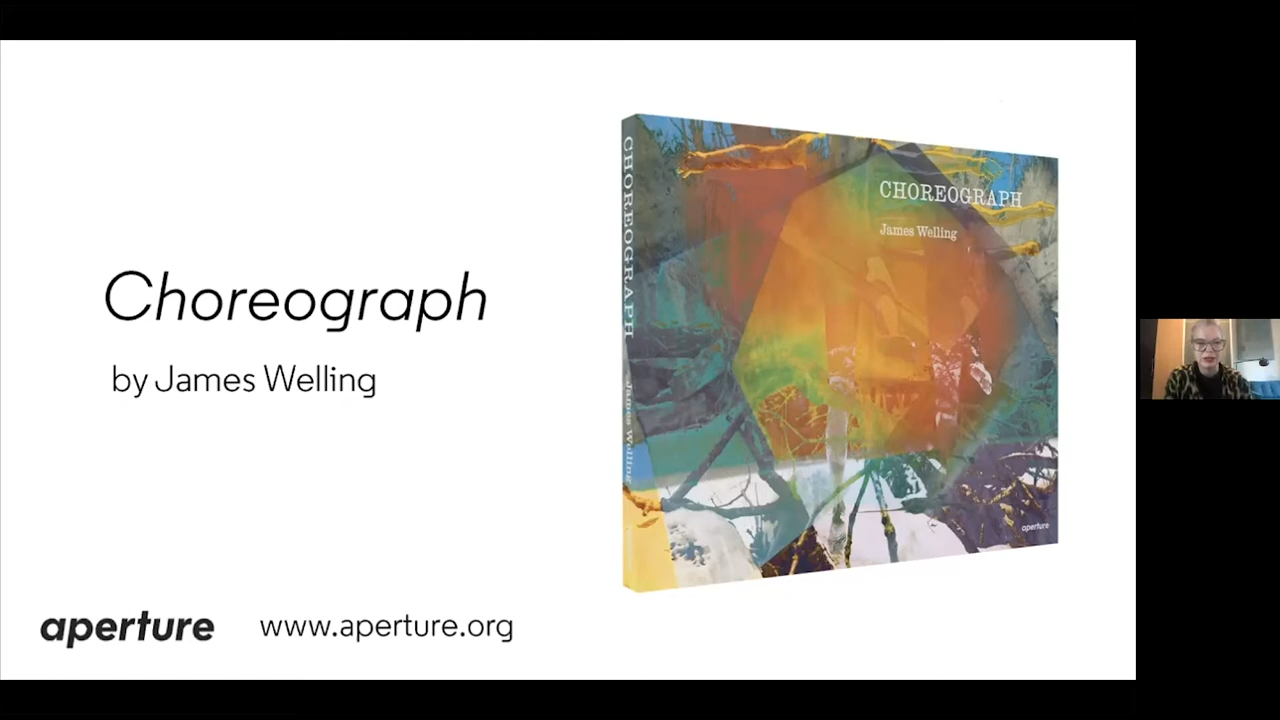 Choreograph
by James Welling
aperture
www.aperture.org
CHOREOGRAPH
James Welling
CHOREOGRAPH
James Welling
aperture